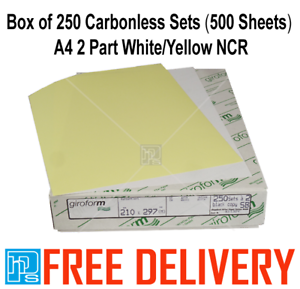 Box of 250 Carbonless Sets (500 Sheets)
A4 2 Part White/Yellow NCR
giroform
giroform
210 x 297
250 Sets
FREE DELIVERY